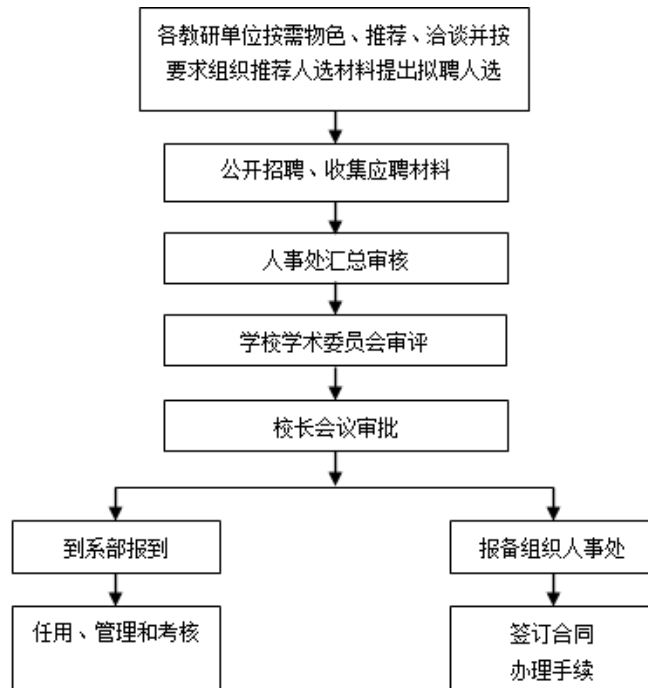 各教研单位按需物色、推荐、洽谈并按
要求组织推荐人选材料提出拟聘人选
公开招聘、收集应聘材料
人事处汇总审核
学校学术委员会审评
校长会议审批
到系部报到
报备组织人事处
任用、管理和考核
签订合同
办理手续